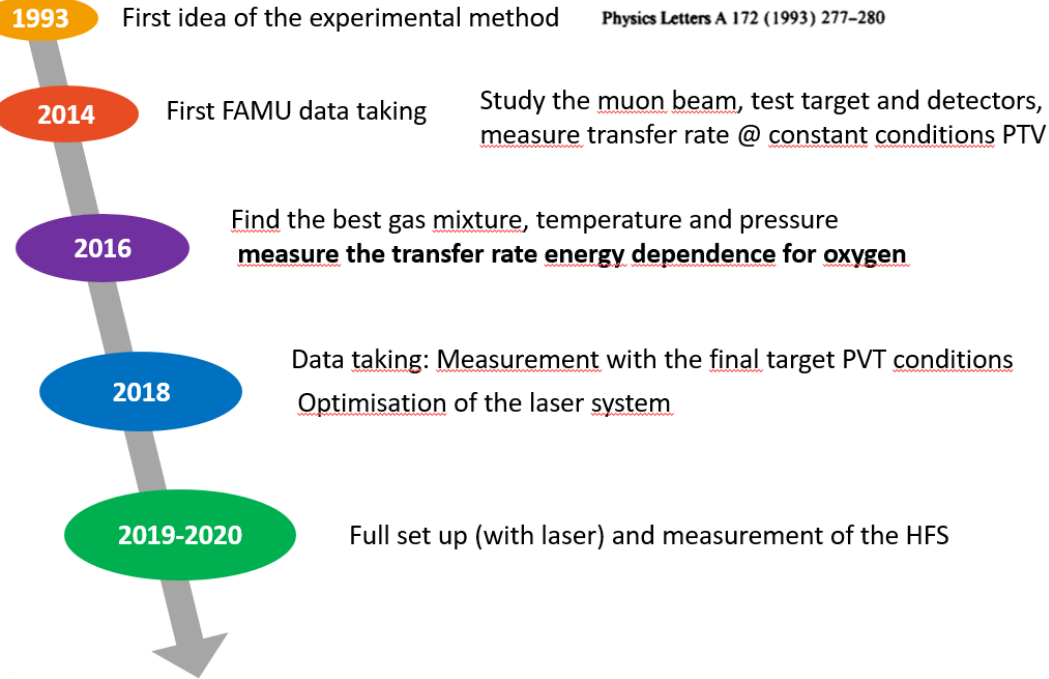 1993 First idea of the experimental method Physics Letters A 172 (1993) 277–280
2014 First FAMU data taking
Study the muon beam, test target and detectors,
measure transfer rate @ constant conditions PTV
2016
Find the best gas mixture, temperature and pressure
measure the transfer rate energy dependence for oxygen
2018
Data taking: Measurement with the final target PVT conditions
Optimisation of the laser system
2019-2020 Full set up (with laser) and measurement of the HFS